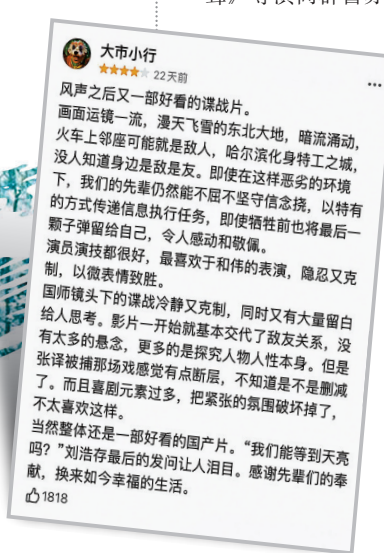 大市小行
22天前
风声之后又一部好看的谍战片。
画面运镜一流，漫天飞雪的东北大地，暗流涌动，
火车上邻座可能就是敌人，哈尔滨化身特工之城，
没人知道身边是敌是友。即使在这样恶劣的环境
下，我们的先辈仍然能不屈不坚守信念挠，以特有
的方式传递信息执行任务，即使牺牲前也将最后一
颗子弹留给自己，令人感动和敬佩。
演员演技都很好，最喜欢于和伟的表演，隐忍又克
制，以微表情致胜。
国师镜头下的谍战冷静又克制，同时又有大量留白
给人思考。影片一开始就基本交代了敌友关系，没
有太多的悬念，更多的是探究人物人性本身。但是
张译被捕那场戏感觉有点断层，不知道是不是删减
了。而且喜剧元素过多，把紧张的氛围破坏掉了，
不太喜欢这样。
当然整体还是一部好看的国产片。“我们能等到天亮
吗？”刘浩存最后的发问让人泪目。感谢先辈们的奉
献，换来如今幸福的生活。
1818